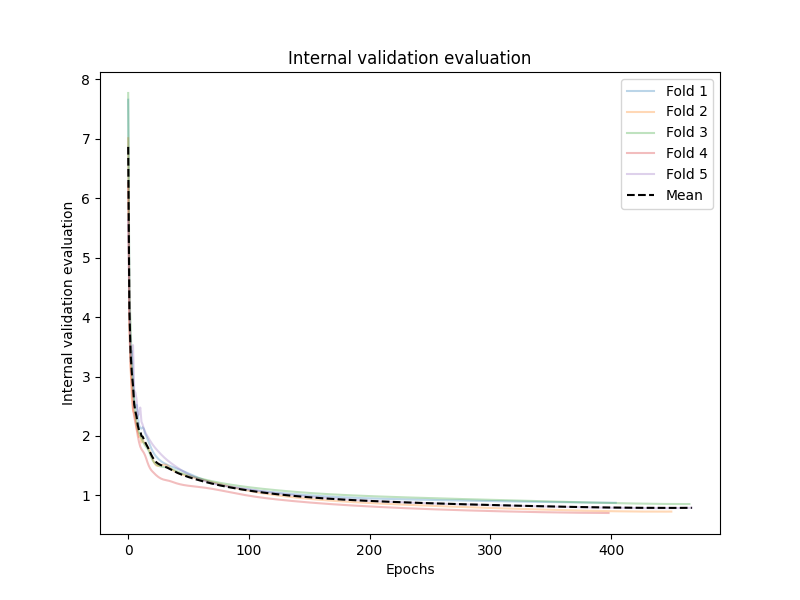 Internal validation evaluation
Internal validation evaluation
8
7
6
5
4
3
2
1
0
100
200
300
400
Epochs
Fold 1
Fold 2
Fold 3
Fold 4
Fold 5
Mean